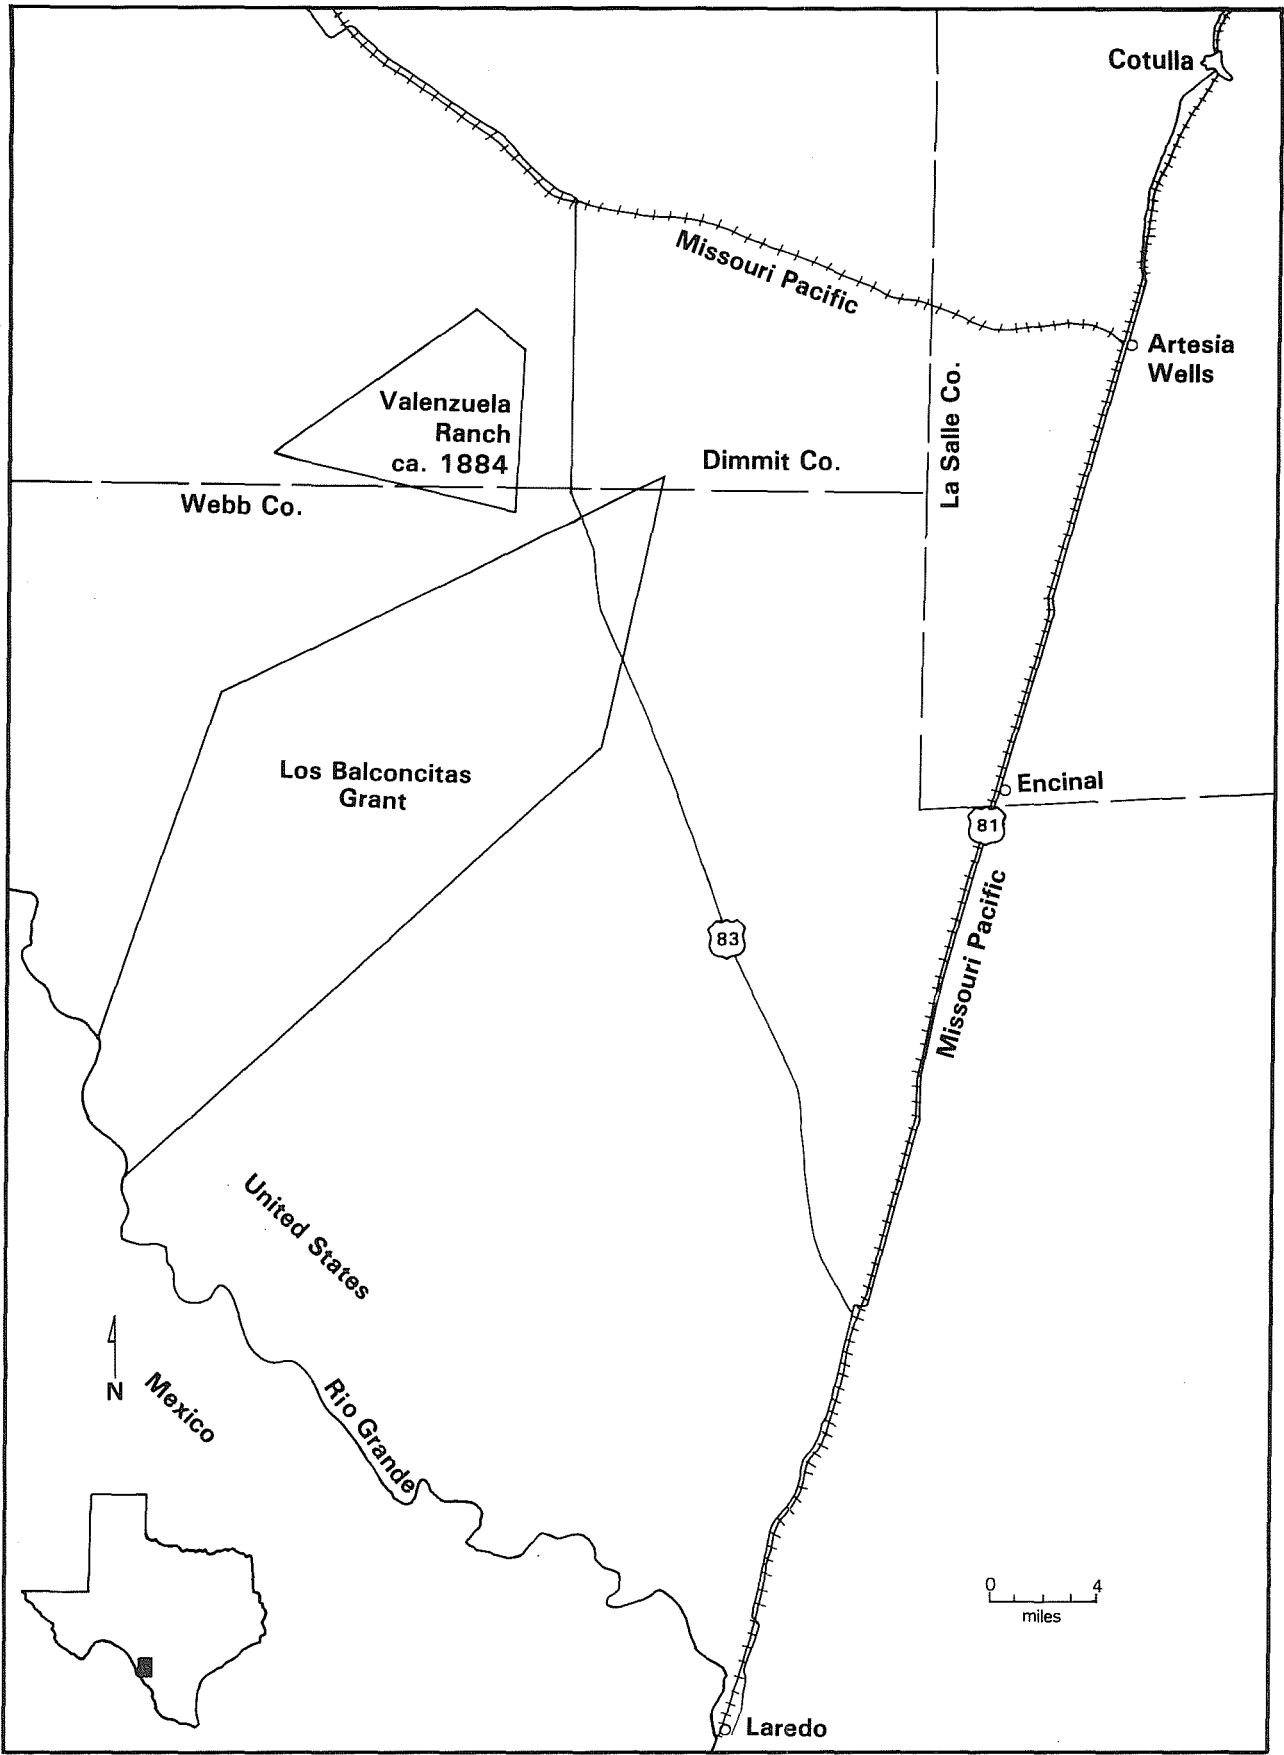 Cotulla
Missouri Pacific
Artesia
Wells
Valenzuela
Ranch
ca. 1884
La Salle Co.
Dimmit Co.
Webb Co.
Los Balconcitas
Grant
Encinal
81
Missouri Pacific
83
United States
N
Mexico
Rio Grande
0 4
miles
Laredo